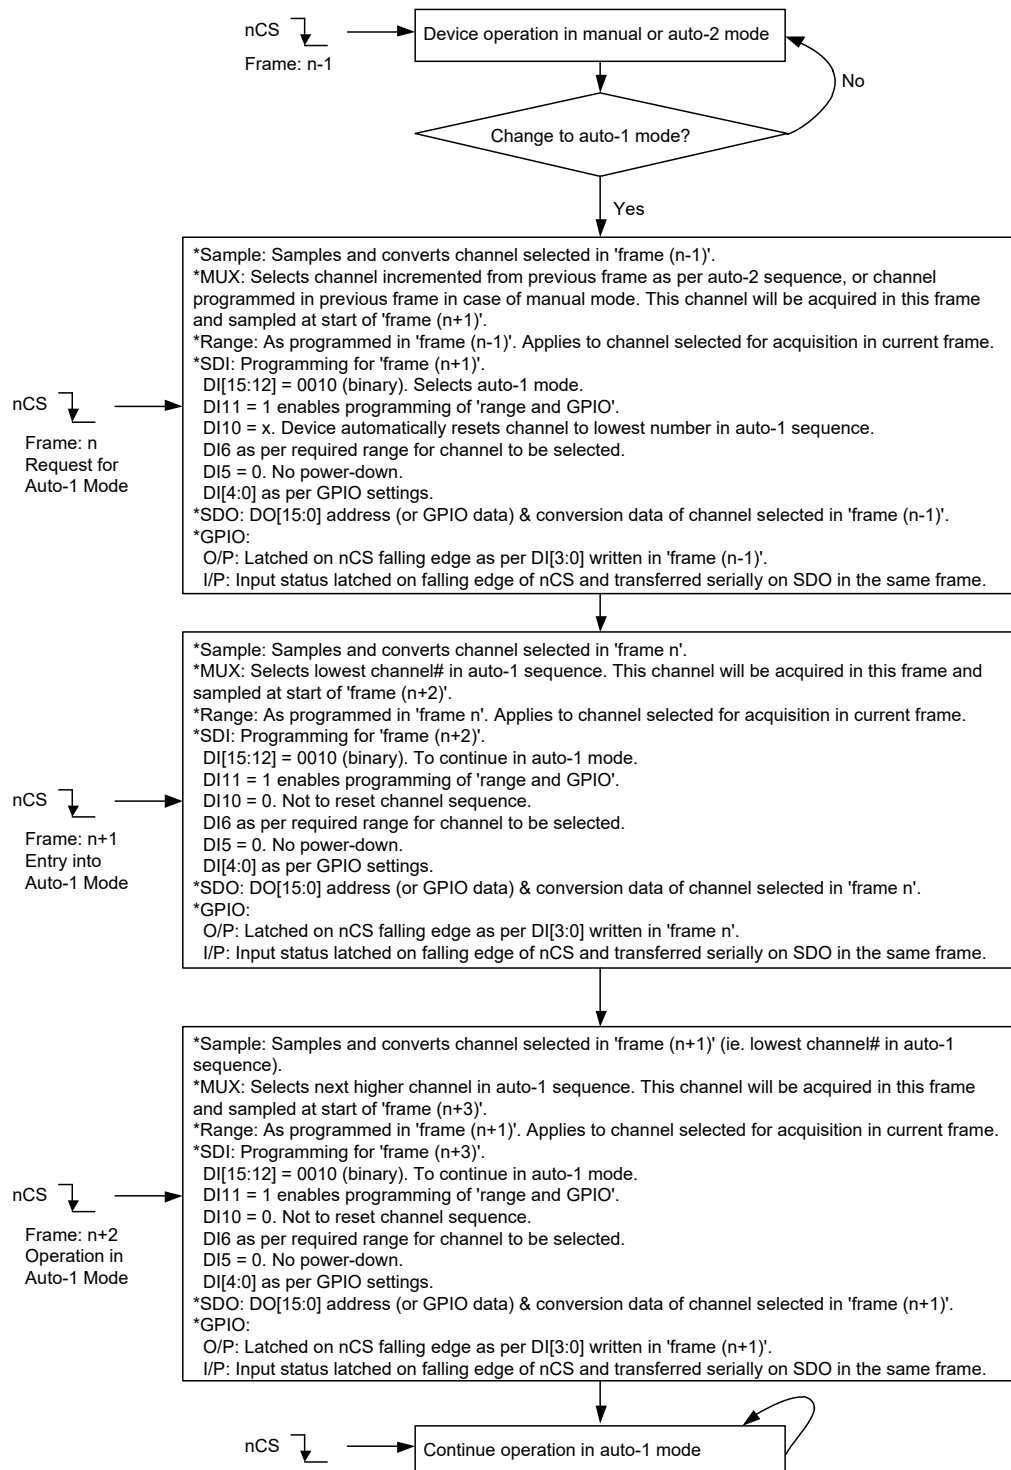 nCS
Frame: n-1
Device operation in manual or auto-2 mode
No
Change to auto-1 mode?
Yes
nCS
Frame: n
Request for
Auto-1 Mode
*Sample: Samples and converts channel selected in 'frame (n-1)'.
*MUX: Selects channel incremented from previous frame as per auto-2 sequence, or channel
programmed in previous frame in case of manual mode. This channel will be acquired in this frame
and sampled at start of 'frame (n+1)'.
*Range: As programmed in 'frame (n-1)'. Applies to channel selected for acquisition in current frame.
*SDI: Programming for 'frame (n+1)'.
DI[15:12] = 0010 (binary). Selects auto-1 mode.
DI11 = 1 enables programming of 'range and GPIO'.
DI10 = x. Device automatically resets channel to lowest number in auto-1 sequence.
DI6 as per required range for channel to be selected.
DI5 = 0. No power-down.
DI[4:0] as per GPIO settings.
*SDO: DO[15:0] address (or GPIO data) & conversion data of channel selected in 'frame (n-1)'.
*GPIO:
O/P: Latched on nCS falling edge as per DI[3:0] written in 'frame (n-1)'.
I/P: Input status latched on falling edge of nCS and transferred serially on SDO in the same frame.
nCS
Frame: n+1
Entry into
Auto-1 Mode
*Sample: Samples and converts channel selected in 'frame n'.
*MUX: Selects lowest channel# in auto-1 sequence. This channel will be acquired in this frame and
sampled at start of 'frame (n+2)'.
*Range: As programmed in 'frame n'. Applies to channel selected for acquisition in current frame.
*SDI: Programming for 'frame (n+2)'.
DI[15:12] = 0010 (binary). To continue in auto-1 mode.
DI11 = 1 enables programming of 'range and GPIO'.
DI10 = 0. Not to reset channel sequence.
DI6 as per required range for channel to be selected.
DI5 = 0. No power-down.
DI[4:0] as per GPIO settings.
*SDO: DO[15:0] address (or GPIO data) & conversion data of channel selected in 'frame n'.
*GPIO:
O/P: Latched on nCS falling edge as per DI[3:0] written in 'frame n'.
I/P: Input status latched on falling edge of nCS and transferred serially on SDO in the same frame.
nCS
Frame: n+2
Operation in
Auto-1 Mode
*Sample: Samples and converts channel selected in 'frame (n+1)' (ie. lowest channel# in auto-1
sequence).
*MUX: Selects next higher channel in auto-1 sequence. This channel will be acquired in this frame
and sampled at start of 'frame (n+3)'.
*Range: As programmed in 'frame (n+1)'. Applies to channel selected for acquisition in current frame.
*SDI: Programming for 'frame (n+3)'.
DI[15:12] = 0010 (binary). To continue in auto-1 mode.
DI11 = 1 enables programming of 'range and GPIO'.
DI10 = 0. Not to reset channel sequence.
DI6 as per required range for channel to be selected.
DI5 = 0. No power-down.
DI[4:0] as per GPIO settings.
*SDO: DO[15:0] address (or GPIO data) & conversion data of channel selected in 'frame (n+1)'.
*GPIO:
O/P: Latched on nCS falling edge as per DI[3:0] written in 'frame (n+1)'.
I/P: Input status latched on falling edge of nCS and transferred serially on SDO in the same frame.
nCS
Continue operation in auto-1 mode